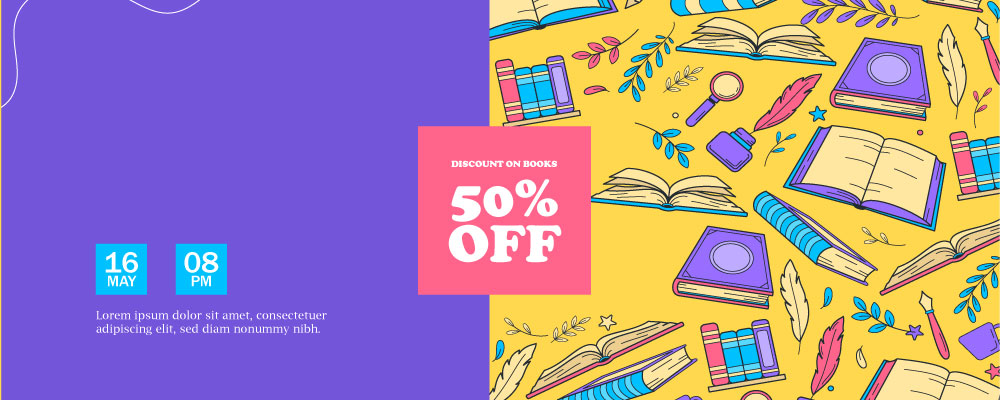 DISCOUNT ON BOOKS
50%
OFF
16
MAY
08
PM
Lorem ipsum dolor sit amet, consectetuer
adipiscing elit, sed diam nonummy nibh.